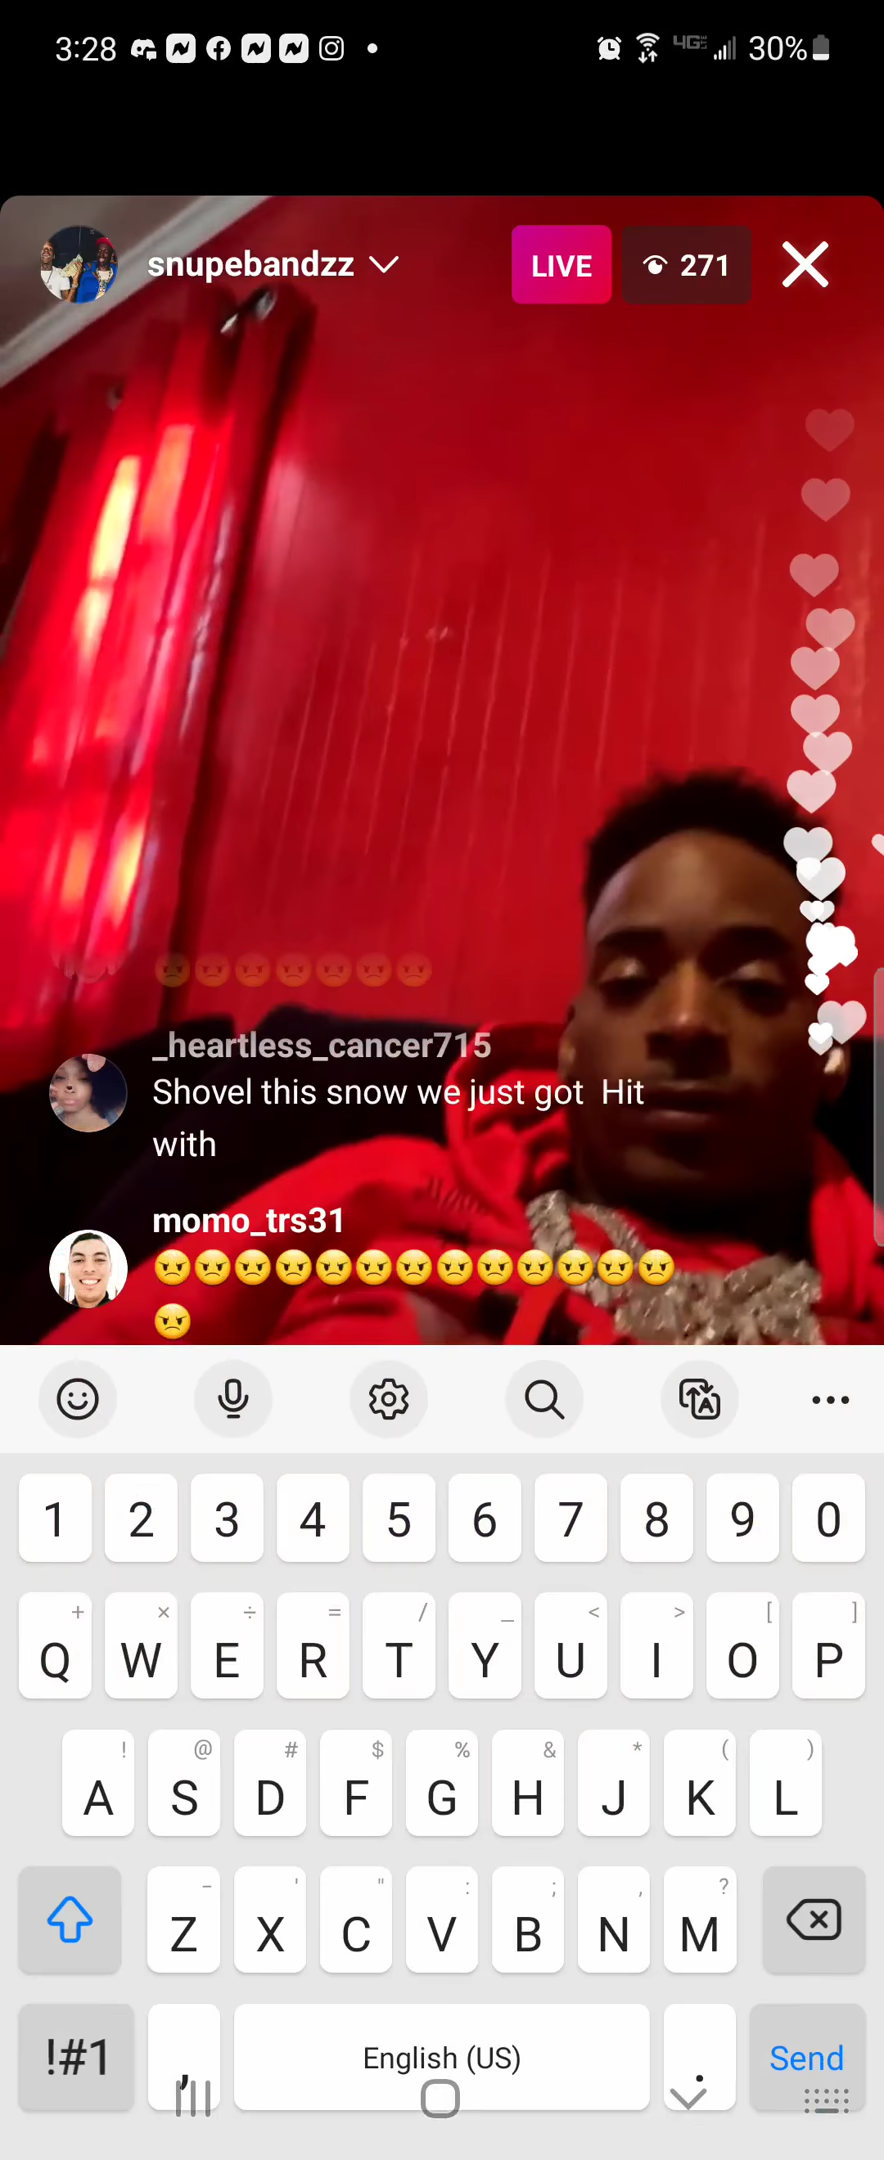 3:28 4G 30%
snupebandzz LIVE 271
_heartless_cancer715
Shovel this snow we just got Hit
with
momo_trs31
1 2 3 4 5 6 7 8 9 0
+ × ÷ = / _ < > [ ]
Q W E R T Y U I O P
! @ # $ % & * ( )
A S D F G H J K L
- ' " : ; , ?
Z X C V B N M
!#1 , English (US) . Send